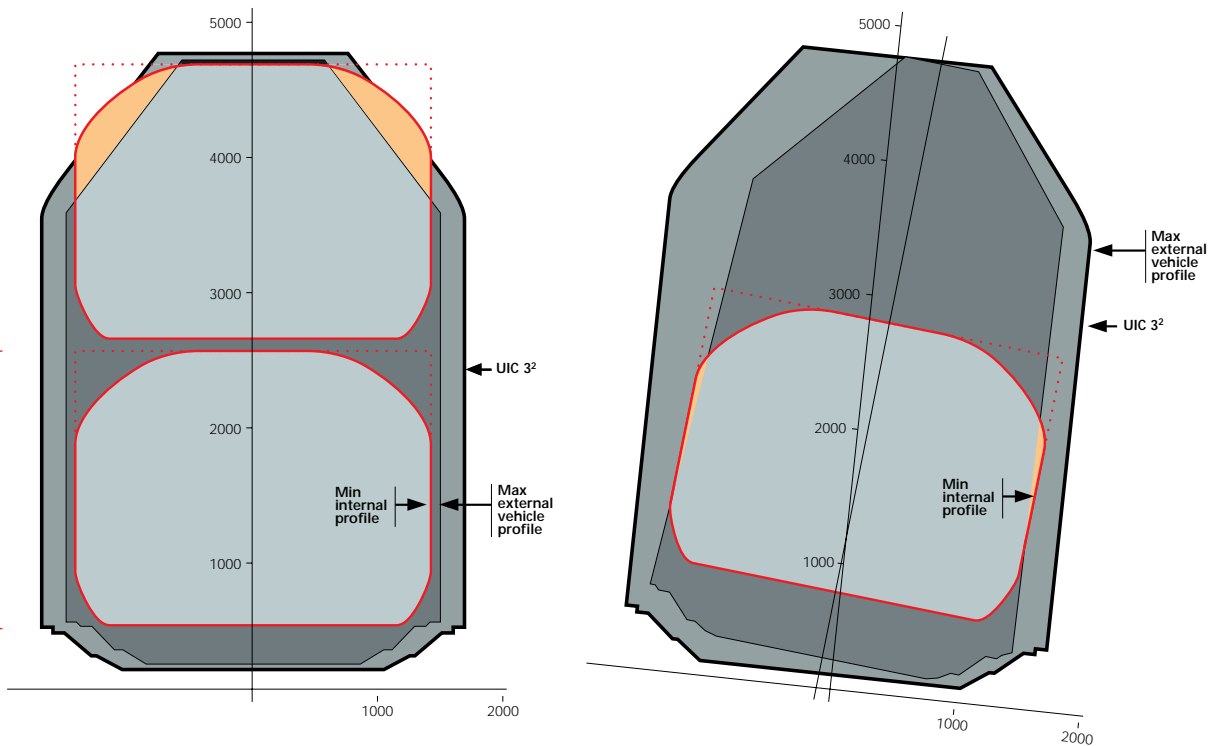 5000
4000
3000
2000
1000
1000
2000
UIC 3²
Min
internal
profile
Max
external
vehicle
profile
5000
4000
3000
2000
1000
1000
2000
Max
external
vehicle
profile
UIC 3²
Min
internal
profile